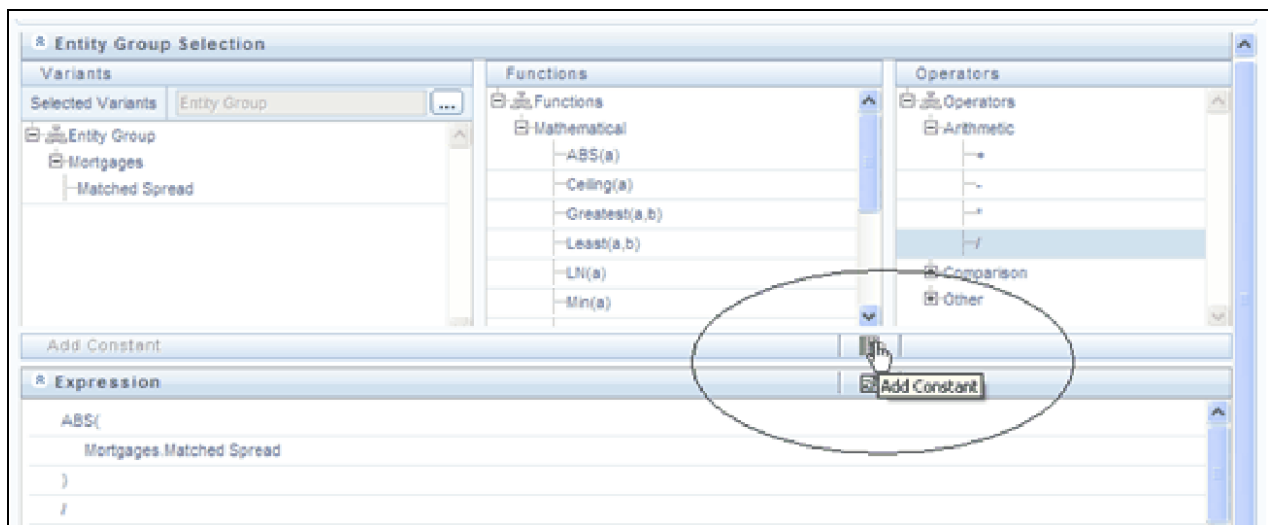 Entity Group Selection
Variants
Functions
Operators
Selected Variants Entity Group ...
Functions
Operators
Entity Group
Mathematical
Arithmetic
Mortgages
ABS(a)
+
Matched Spread
Ceiling(a)
-
Greatest(a,b)
*
Least(a,b)
/
LN(a)
Comparison
Min(a)
Other
Add Constant
Expression
Add Constant
ABS(
Mortgages.Matched Spread
)
/